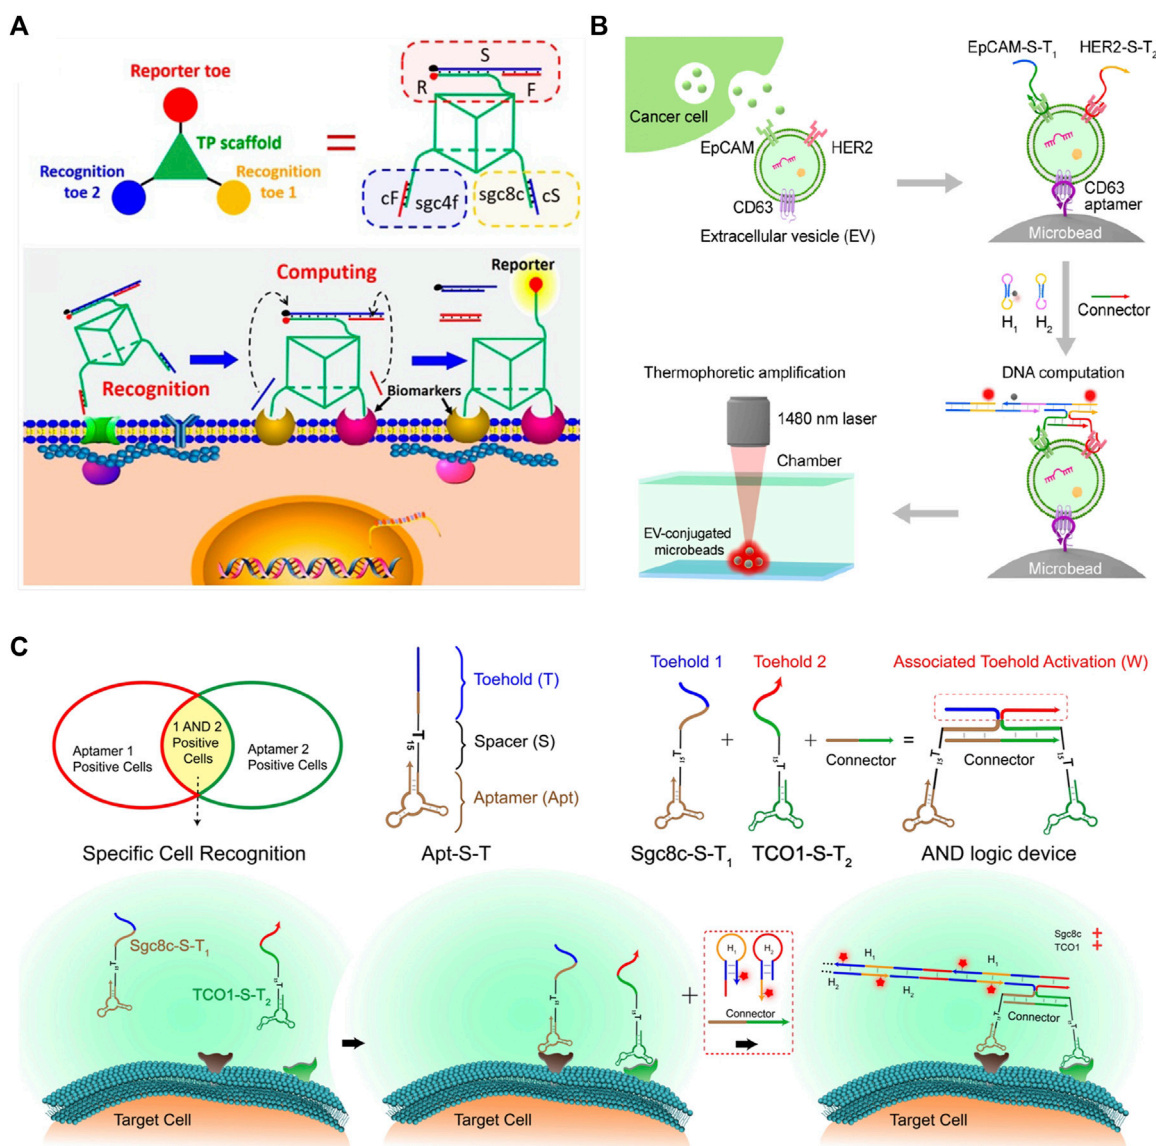 A
Reporter toe
TP scaffold
Recognition
toe 2
Recognition
toe 1
S
R
F
cF
sgc4f
sgc8c
cS
Computing
Reporter
Recognition
Biomarkers
B
Cancer cell
EpCAM
HER2
CD63
Extracellular vesicle (EV)
EpCAM-S-T1
HER2-S-T2
CD63
aptamer
Microbead
H1
H2
Connector
DNA computation
Microbead
Thermophoretic amplification
1480 nm laser
Chamber
EV-conjugated
microbeads
C
Aptamer 1
Positive Cells
1 AND 2
Positive
Cells
Aptamer 2
Positive Cells
Specific Cell Recognition
Toehold (T)
T
15
Spacer (S)
Aptamer (Apt)
Apt-S-T
Toehold 1
Toehold 2
Associated Toehold Activation (W)
+
+
=
15T
15T
Connector
Connector
15T
15T
Sgc8c-S-T1
TCO1-S-T2
AND logic device
Sgc8c-S-T1
TCO1-S-T2
Target Cell
Target Cell
+
H1
H2
Connector
Sgc8c +
TCO1 +
H1
H1
H2
H2
Connector
Target Cell